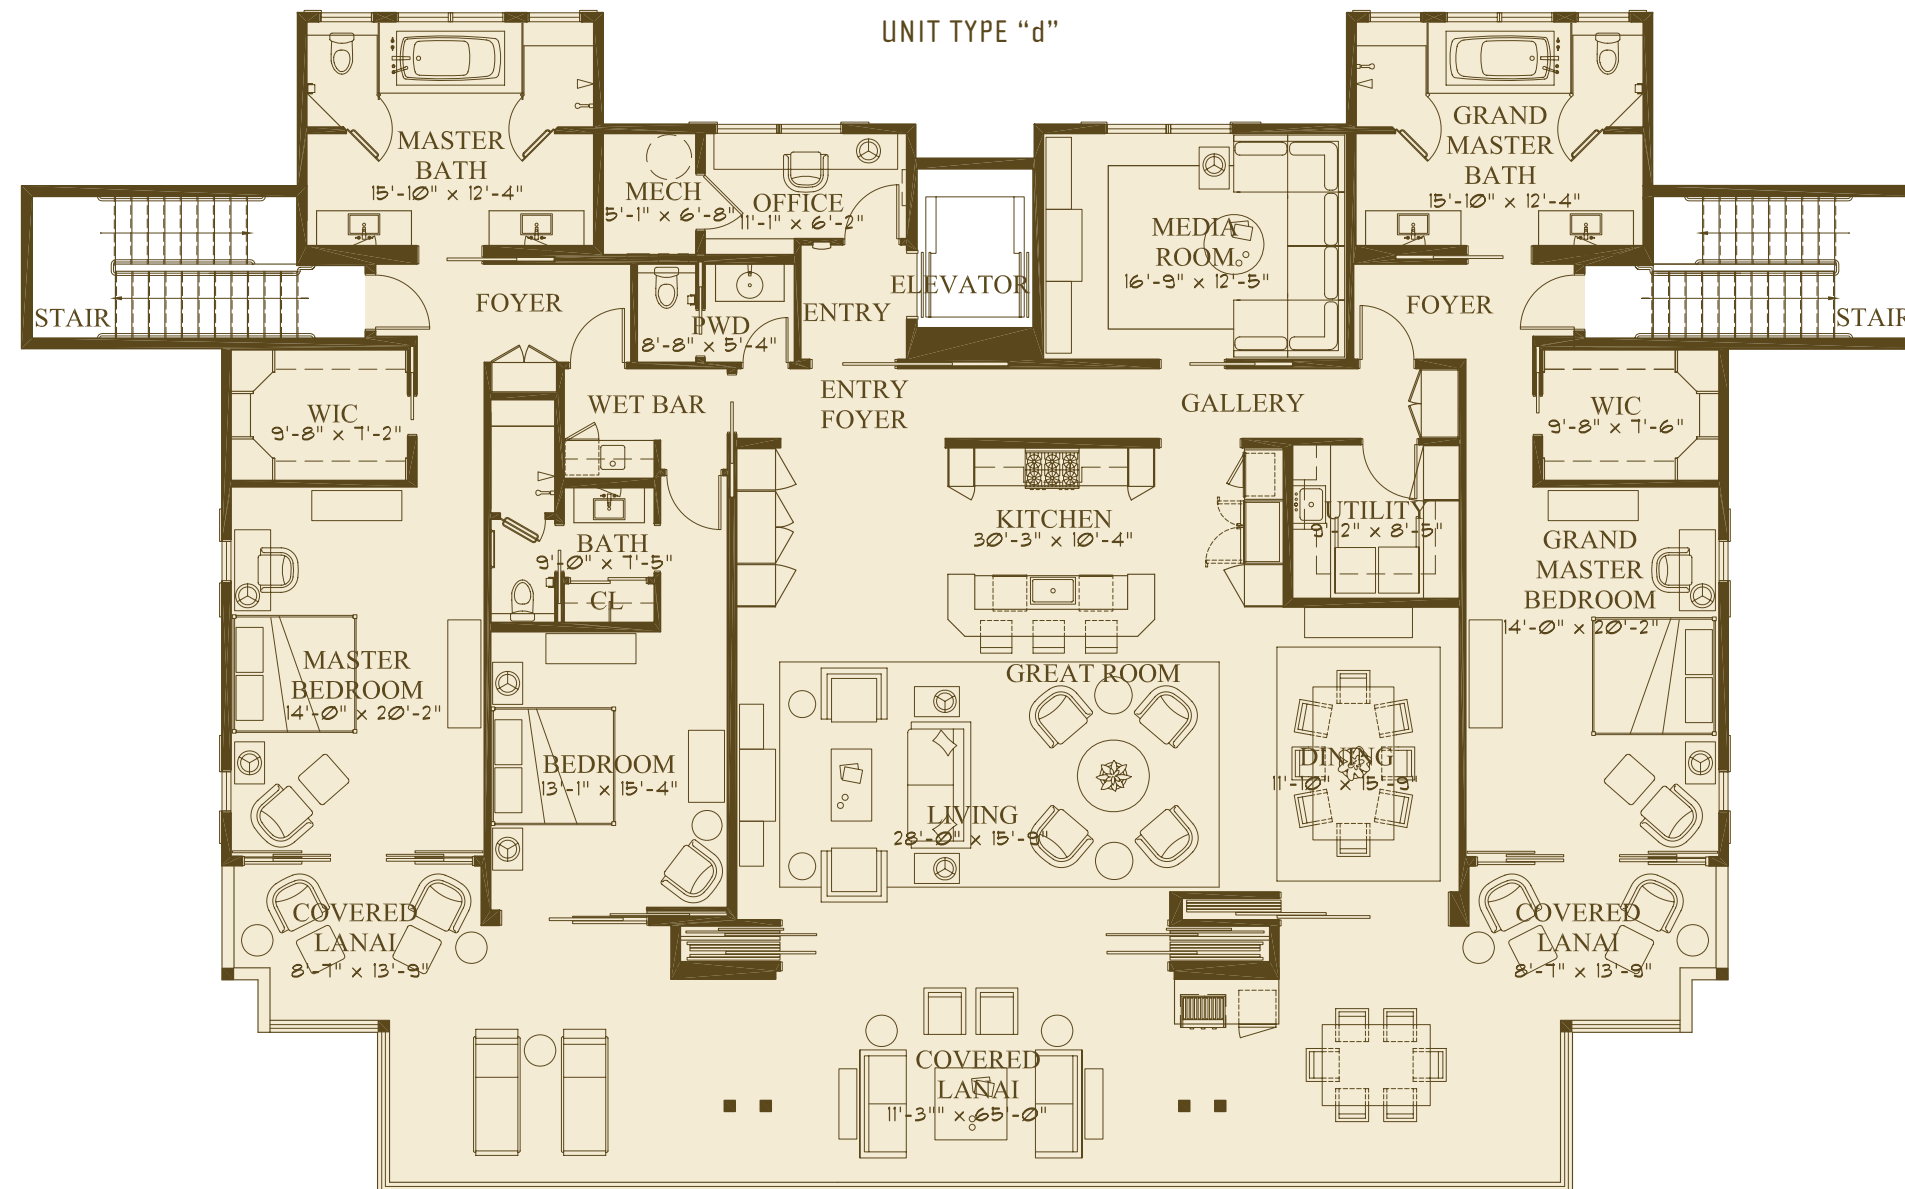 UNIT TYPE “d”
MASTER
BATH
15'-10" x 12'-4"
MECH
5'-1" x 6'-8"
OFFICE
11'-1" x 6'-2"
MEDIA
ROOM
16'-9" x 12'-5"
GRAND
MASTER
BATH
15'-10" x 12'-4"
STAIR
FOYER
PWD
8'-8" x 5'-4"
ENTRY
ELEVATOR
FOYER
STAIR
WIC
9'-8" x 7'-2"
WET BAR
ENTRY
FOYER
GALLERY
WIC
9'-8" x 7'-6"
BATH
9'-0" x 7'-5"
CL
KITCHEN
30'-3" x 10'-4"
UTILITY
9'-2" x 8'-5"
GRAND
MASTER
BEDROOM
14'-0" x 20'-2"
MASTER
BEDROOM
14'-0" x 20'-2"
GREAT ROOM
BEDROOM
13'-1" x 15'-4"
LIVING
28'-0" x 15'-9"
DINING
11'-10" x 15'-9"
COVERED
LANAI
8'-7" x 13'-9"
COVERED
LANAI
8'-7" x 13'-9"
COVERED
LANAI
11'-3"" x 65'-0"